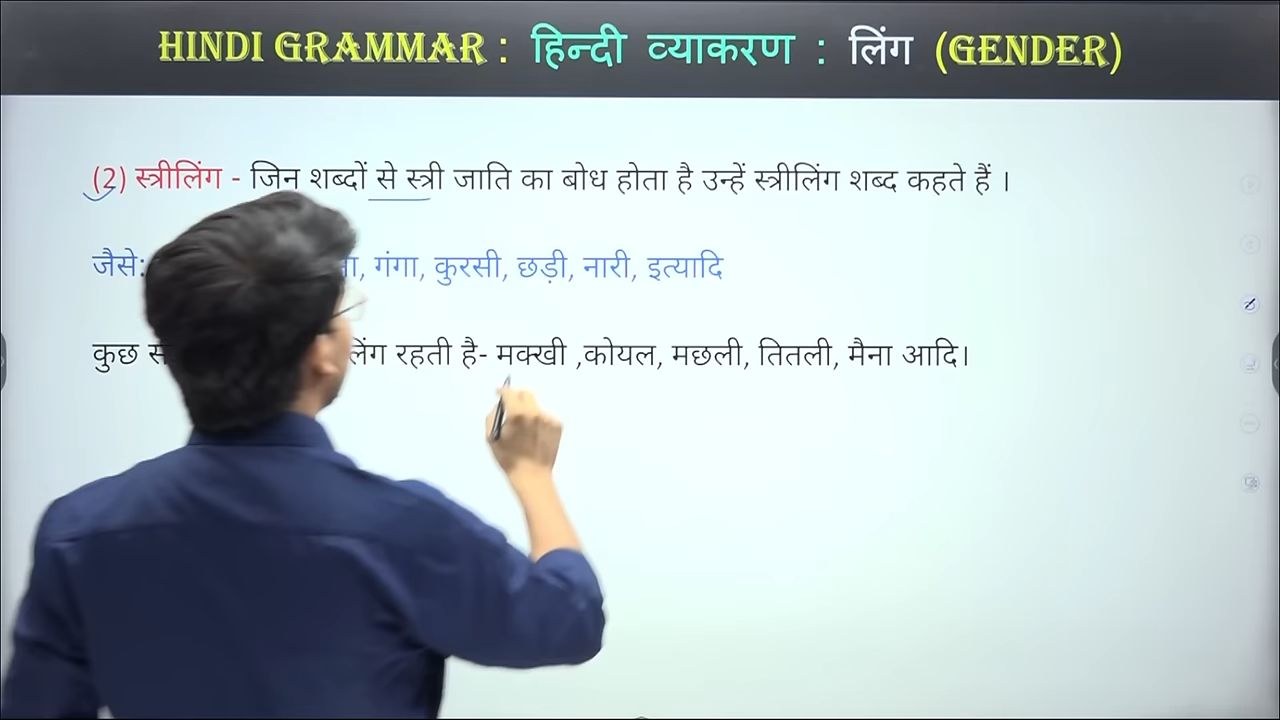 HINDI GRAMMAR : हिन्दी व्याकरण : लिंग (GENDER)
(2) स्त्रीलिंग - जिन शब्दों से स्त्री जाति का बोध होता है उन्हें स्त्रीलिंग शब्द कहते हैं ।
जैसे: गंगा, कुरसी, छड़ी, नारी, इत्यादि
कुछ रहती है- मक्खी ,कोयल, मछली, तितली, मैना आदि।